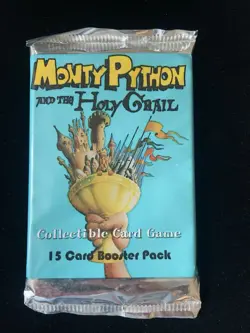 MONTY PYTHON
AND THE HOLY GRAIL
Collectible Card Game
15 Card Booster Pack